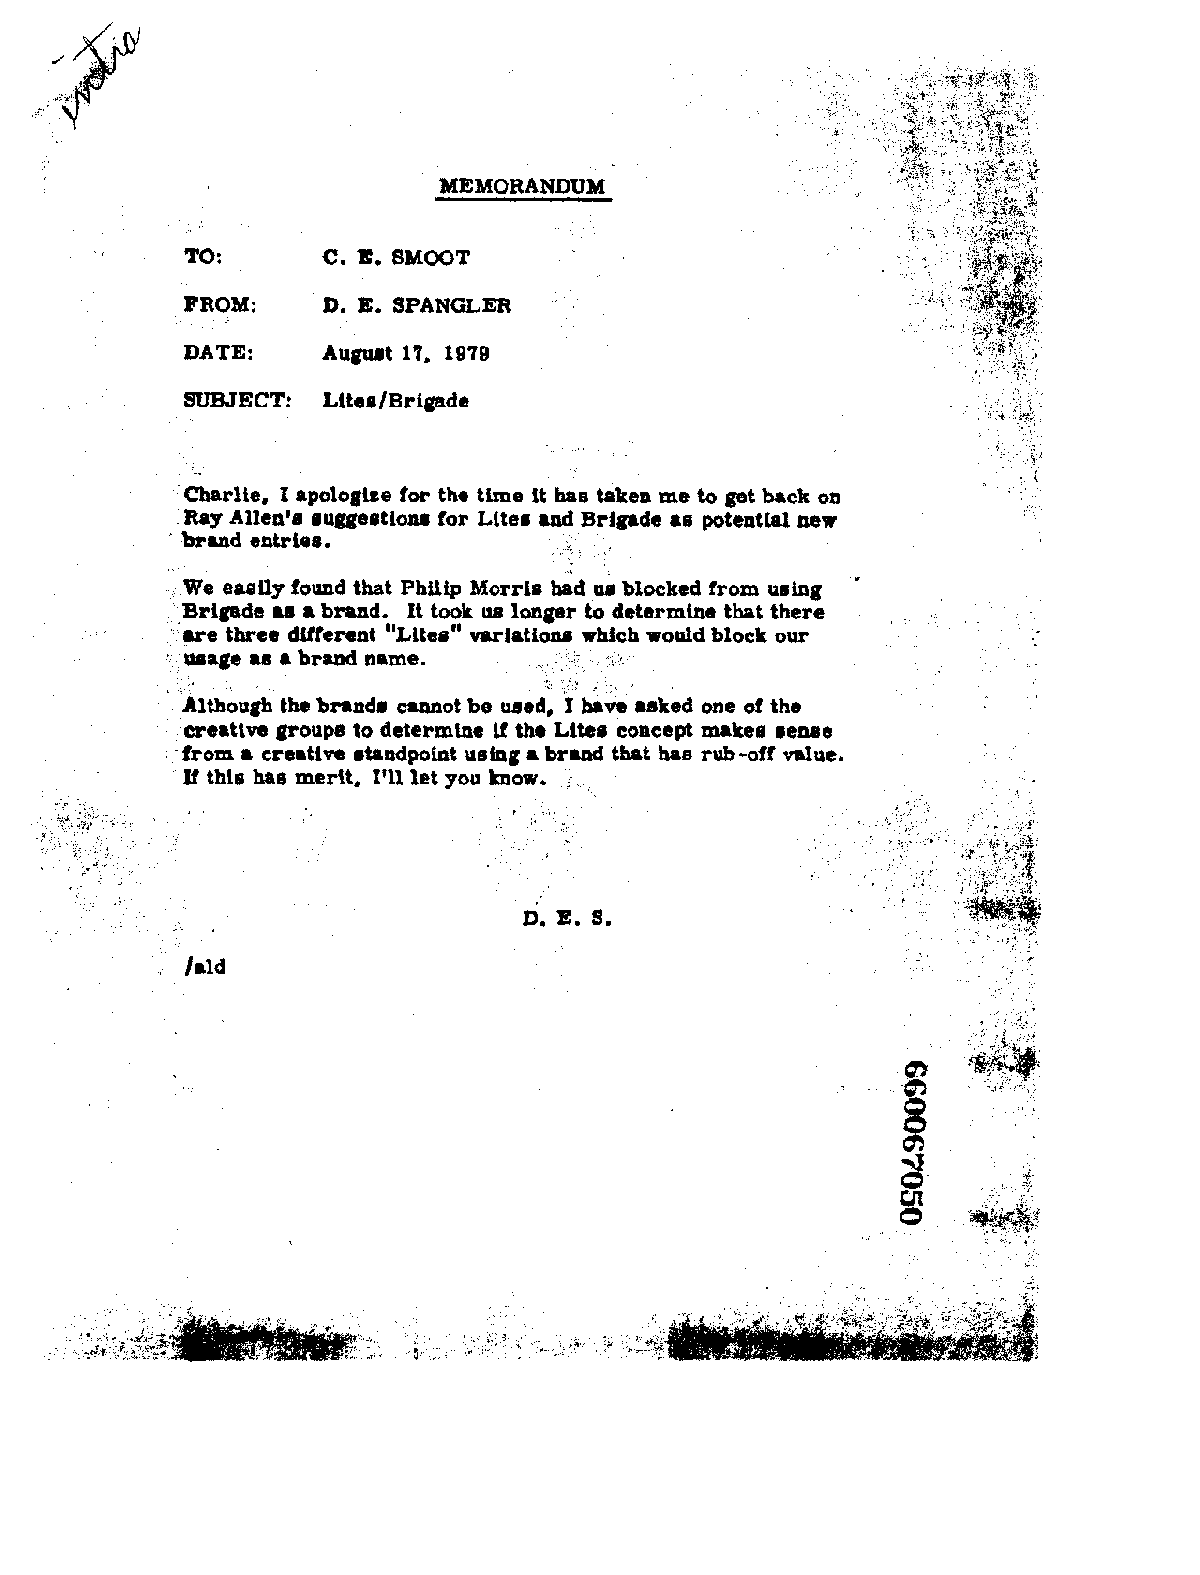 intro
MEMORANDUM
TO: C. E. SMOOT
FROM: D. E. SPANGLER
DATE: August 17, 1979
SUBJECT: Lites/Brigade
Charlie, I apologize for the time it has taken me to get back on
Ray Allen's suggestions for Lites and Brigade as potential new
brand entries.
We easily found that Philip Morris had us blocked from using
Brigade as a brand. It took us longer to determine that there
are three different "Lites" variations which would block our
usage as a brand name.
Although the brands cannot be used, I have asked one of the
creative groups to determine if the Lites concept makes sense
from a creative standpoint using a brand that has rub-off value.
If this has merit, I'll let you know.
D. E. S.
/ald
660067050